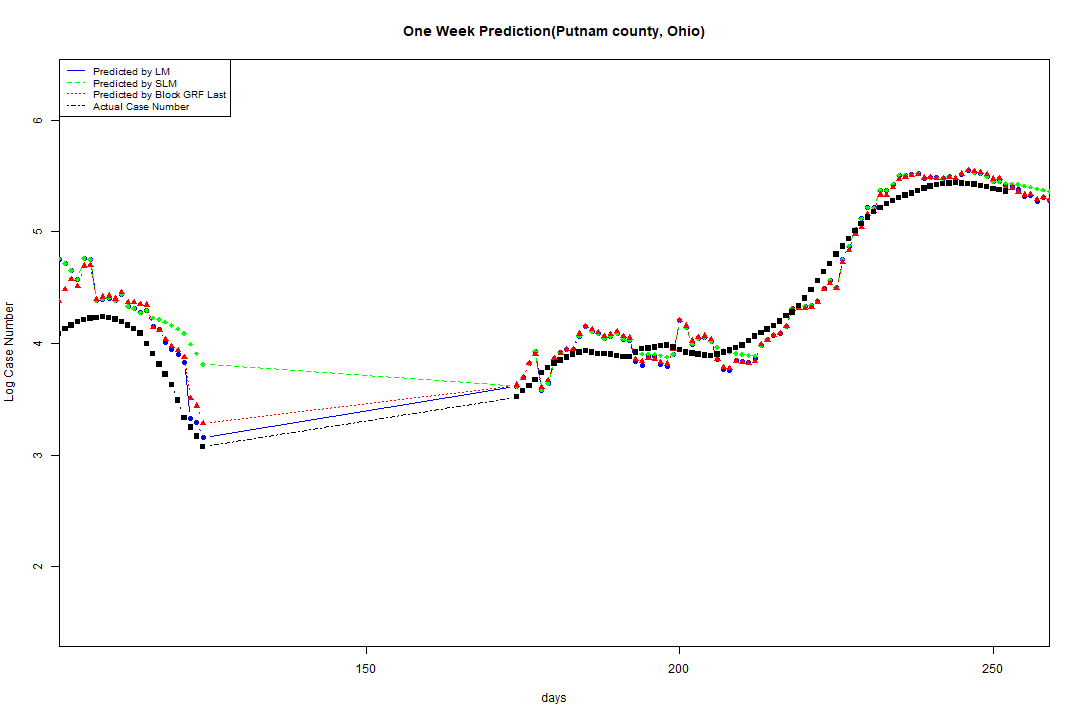 One Week Prediction(Putnam county, Ohio)
Predicted by LM
Predicted by SLM
Predicted by Block GRF Last
Actual Case Number
Log Case Number
6
5
4
3
2
150
200
250
days